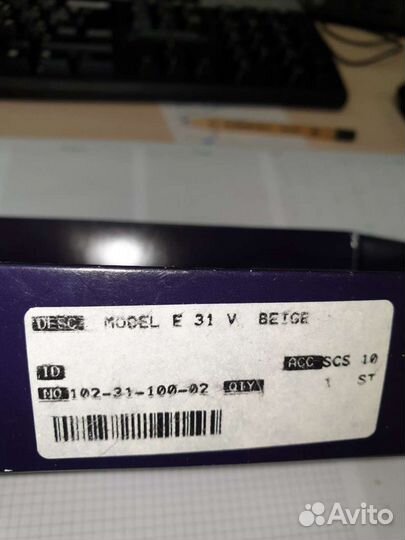 DESC MODEL E 31 V BEIGE
ID ACC SCS 10
NO 102-31-100-02 QTY 1 ST
Avito